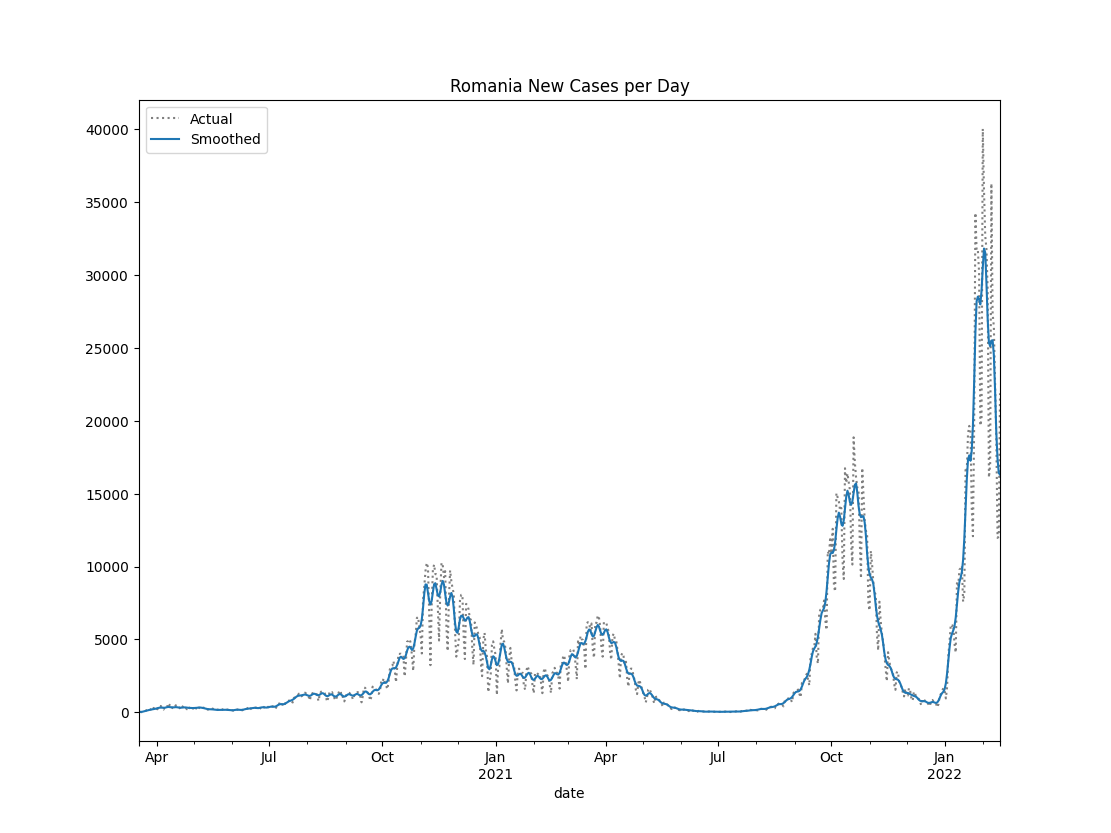 Romania New Cases per Day
Actual
Smoothed
40000
35000
30000
25000
20000
15000
10000
5000
0
Apr Jul Oct Jan Apr Jul Oct Jan
2021 2022
date